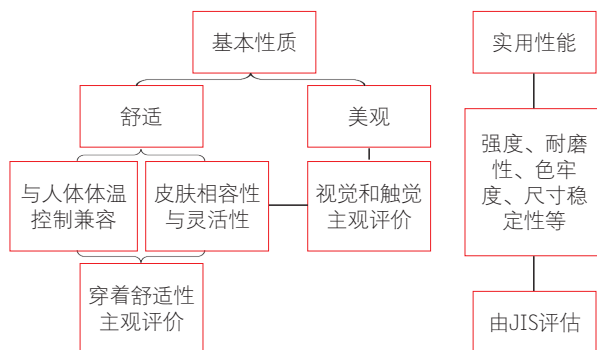 基本性质
实用性能
舒适
美观
与人体体温
控制兼容
皮肤相容性
与灵活性
视觉和触觉
主观评价
强度、耐磨
性、色牢
度、尺寸稳
定性等
穿着舒适性
主观评价
由JIS评估